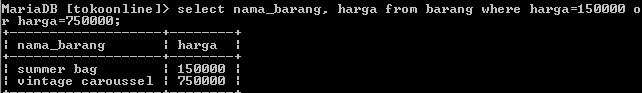 MariaDB [tokoonline]> select nama_barang, harga from barang where harga=150000 o
r harga=750000;
+-------------------+--------+
| nama_barang       | harga  |
+-------------------+--------+
| summer bag        | 150000 |
| vintage caroussel | 750000 |
+-------------------+--------+